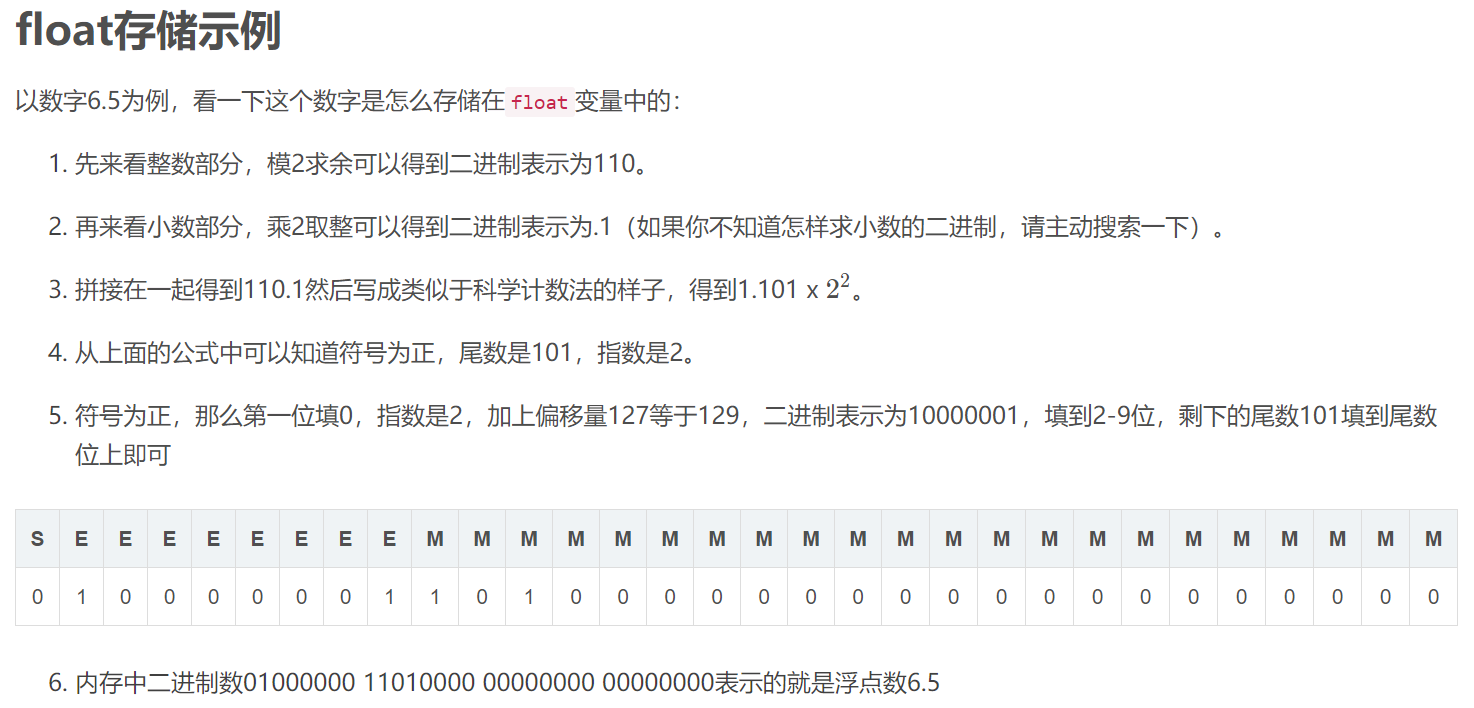 float存储示例
以数字6.5为例，看一下这个数字是怎么存储在float变量中的：
1. 先来看整数部分，模2求余可以得到二进制表示为110。
2. 再来看小数部分，乘2取整可以得到二进制表示为.1（如果你不知道怎样求小数的二进制，请主动搜索一下）。
3. 拼接在一起得到110.1然后写成类似于科学计数法的样子，得到1.101 x 2²。
4. 从上面的公式中可以知道符号为正，尾数是101，指数是2。
5. 符号为正，那么第一位填0，指数是2，加上偏移量127等于129，二进制表示为10000001，填到2-9位，剩下的尾数101填到尾数
位上即可
S E E E E E E E E M M M M M M M M M M M M M M M M M M M M M M
0 1 0 0 0 0 0 0 1 1 0 1 0 0 0 0 0 0 0 0 0 0 0 0 0 0 0 0 0 0 0
6. 内存中二进制数01000000 11010000 00000000 00000000表示的就是浮点数6.5